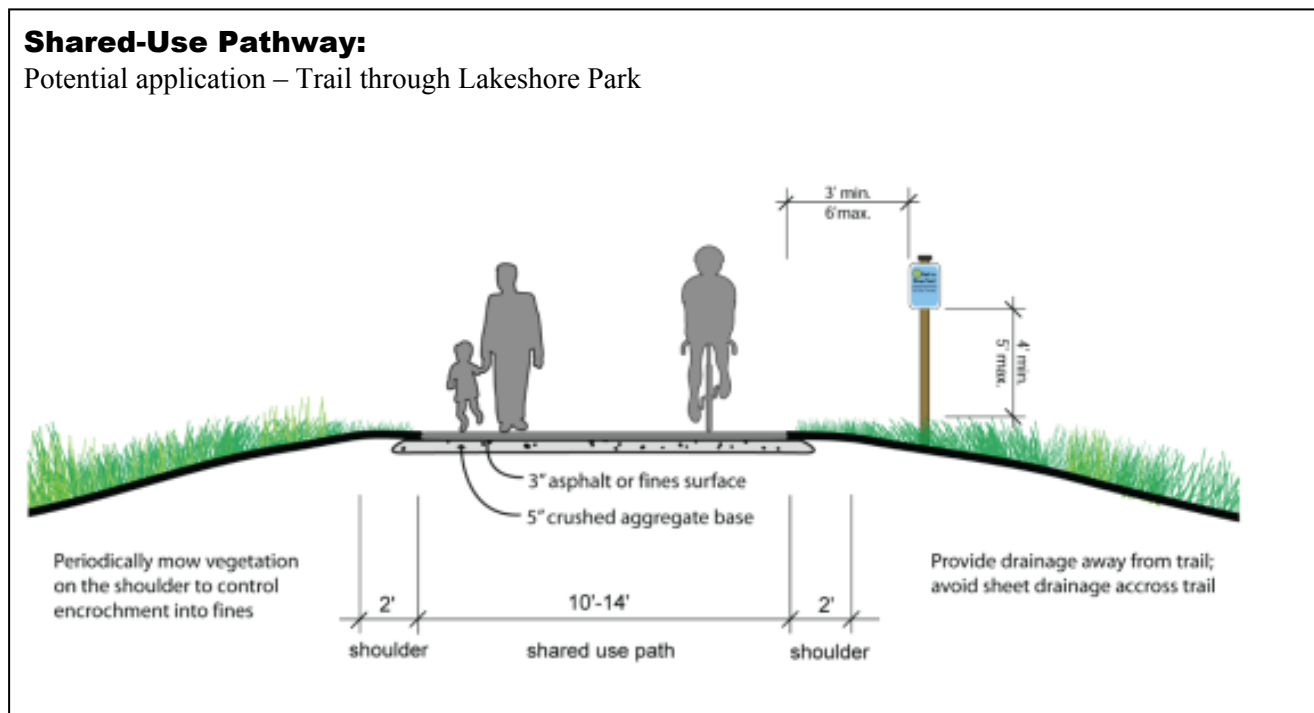 Shared-Use Pathway:
Potential application – Trail through Lakeshore Park
3' min.
6' max.
4' min.
5' max.
3" asphalt or fines surface
5" crushed aggregate base
Periodically mow vegetation
on the shoulder to control
encrochment into fines
Provide drainage away from trail;
avoid sheet drainage accross trail
2'
10'-14'
2'
shoulder
shared use path
shoulder